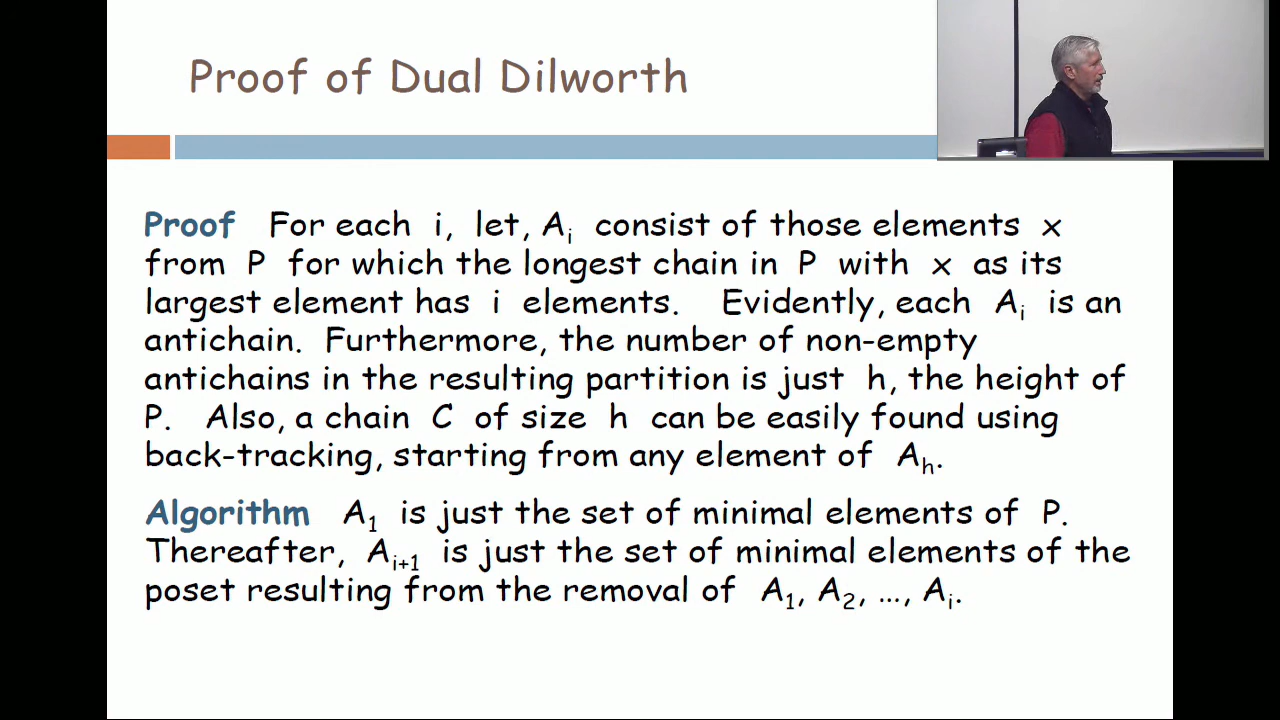 Proof of Dual Dilworth
Proof For each i, let, Aᵢ consist of those elements x
from P for which the longest chain in P with x as its
largest element has i elements. Evidently, each Aᵢ is an
antichain. Furthermore, the number of non-empty
antichains in the resulting partition is just h, the height of
P. Also, a chain C of size h can be easily found using
back-tracking, starting from any element of Aₕ.
Algorithm A₁ is just the set of minimal elements of P.
Thereafter, Aᵢ₊₁ is just the set of minimal elements of the
poset resulting from the removal of A₁, A₂, ..., Aᵢ.